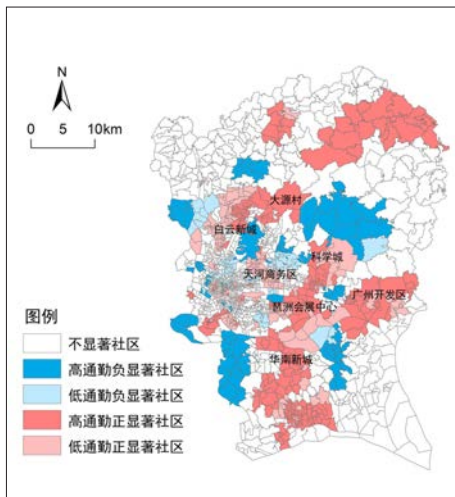 N
0 5 10km
大源村
白云新城
科学城
天河商务区
广州开发区
琶洲会展中心
华南新城
图例
不显著社区
高通勤负显著社区
低通勤负显著社区
高通勤正显著社区
低通勤正显著社区